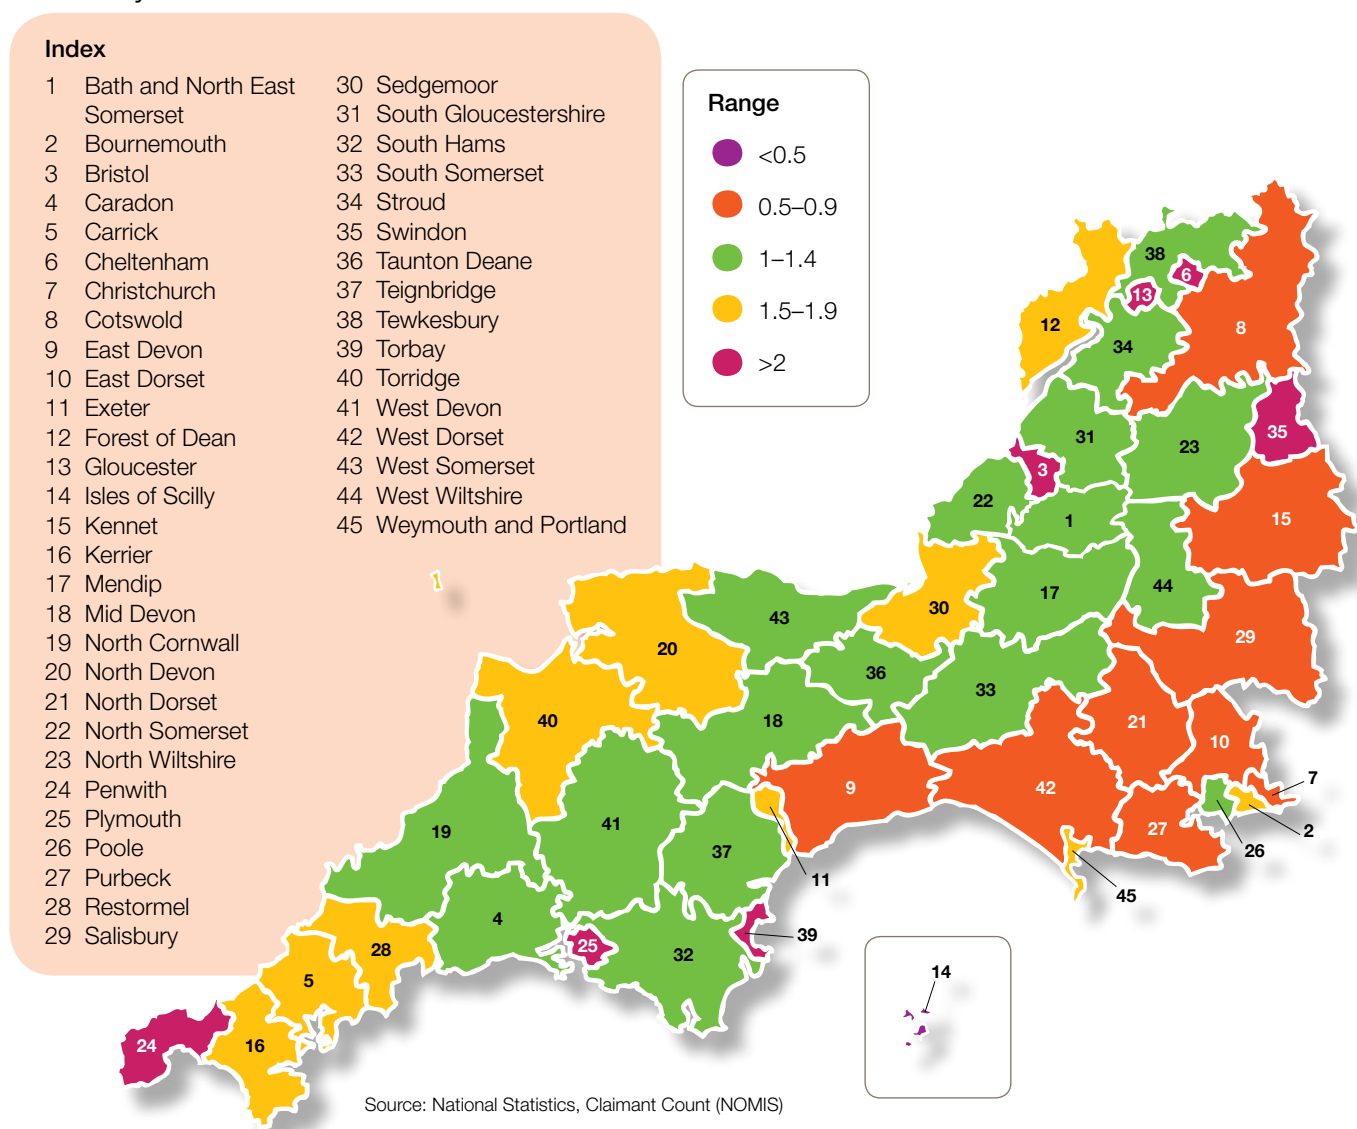 Index
1 Bath and North East
Somerset
2 Bournemouth
3 Bristol
4 Caradon
5 Carrick
6 Cheltenham
7 Christchurch
8 Cotswold
9 East Devon
10 East Dorset
11 Exeter
12 Forest of Dean
13 Gloucester
14 Isles of Scilly
15 Kennet
16 Kerrier
17 Mendip
18 Mid Devon
19 North Cornwall
20 North Devon
21 North Dorset
22 North Somerset
23 North Wiltshire
24 Penwith
25 Plymouth
26 Poole
27 Purbeck
28 Restormel
29 Salisbury
30 Sedgemoor
31 South Gloucestershire
32 South Hams
33 South Somerset
34 Stroud
35 Swindon
36 Taunton Deane
37 Teignbridge
38 Tewkesbury
39 Torbay
40 Torridge
41 West Devon
42 West Dorset
43 West Somerset
44 West Wiltshire
45 Weymouth and Portland
Range
<0.5
0.5–0.9
1–1.4
1.5–1.9
>2
38
6
13
12
8
34
31
23
35
3
22
1
15
30
17
44
43
29
20
36
33
40
18
21
10
7
9
42
2
19
41
27
26
37
11
45
4
39
25
28
32
5
14
24
16
Source: National Statistics, Claimant Count (NOMIS)